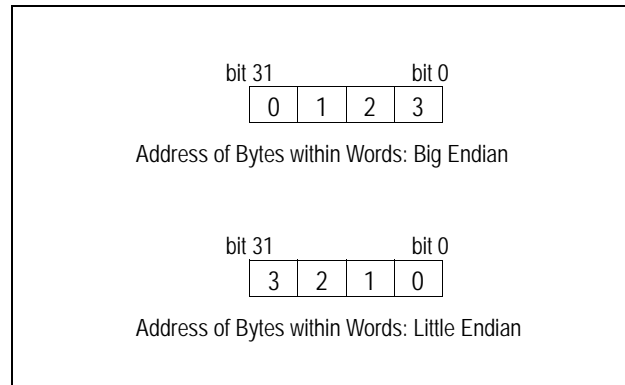 bit 31 bit 0
0 1 2 3
Address of Bytes within Words: Big Endian
bit 31 bit 0
3 2 1 0
Address of Bytes within Words: Little Endian